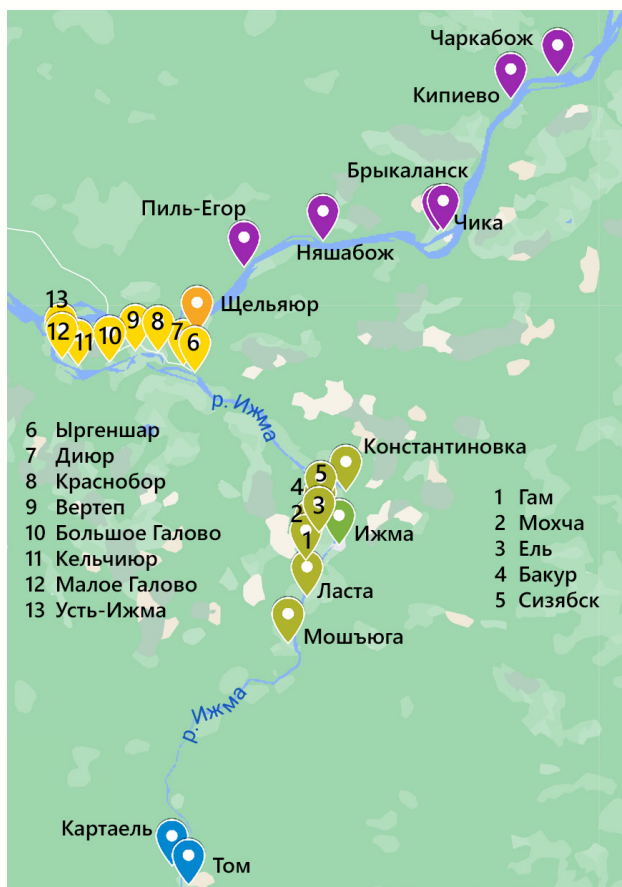 Чаркабож
Кипиево
Брыкаланск
Пиль-Егор
Чика
Няшабож
13
Щельяюр
12
11
10
9
8
7
6
р. Ижма
Константиновка
6 Ыргеншар
7 Диюр
8 Краснобор
9 Вертеп
10 Большое Галово
11 Кельчиюр
12 Малое Галово
13 Усть-Ижма
5
4
3
2
1
Ижма
1 Гам
2 Мохча
3 Ель
4 Бакур
5 Сизябск
Ласта
Мошъюга
р. Ижма
Картаель
Том